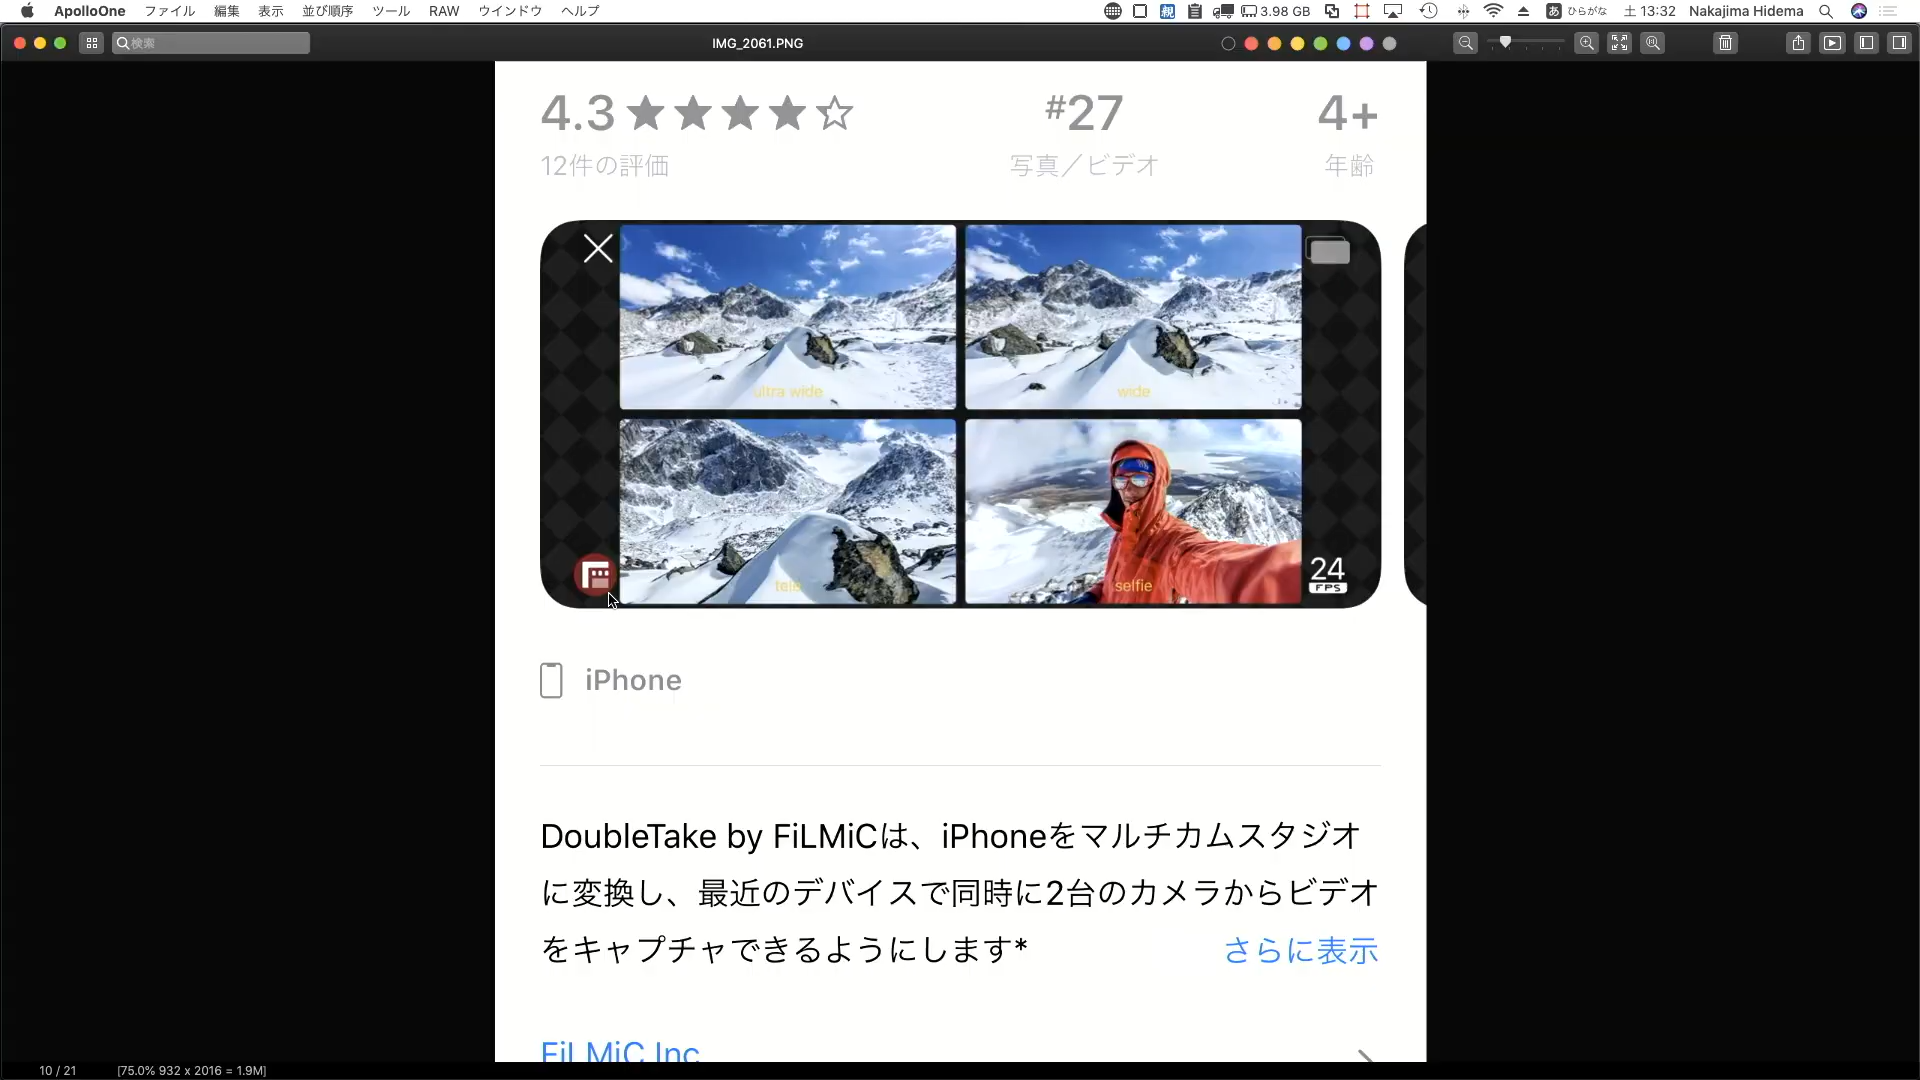 ApolloOne ファイル 編集 表示 並び順序 ツール RAW ウインドウ ヘルプ 親 3.98 GB あ ひらがな 土 13:32 Nakajima Hidema
検索 IMG_2061.PNG
4.3 ★★★★☆ #27 4+
12件の評価 写真／ビデオ 年齢
ultra wide wide
tele selfie
24
FPS
iPhone
DoubleTake by FiLMiCは、iPhoneをマルチカムスタジオ
に変換し、最近のデバイスで同時に2台のカメラからビデオ
をキャプチャできるようにします* さらに表示
FiLMiC Inc
10 / 21 [75.0% 932 x 2016 = 1.9M]